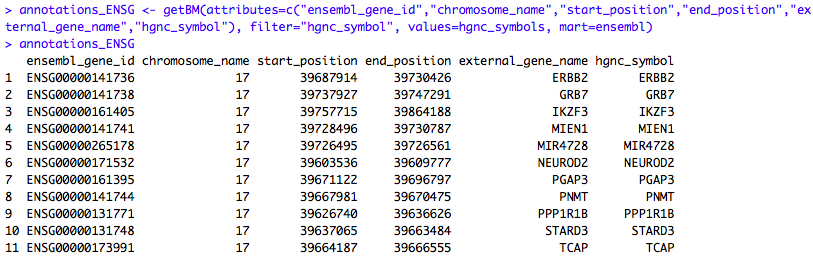 > annotations_ENSG <- getBM(attributes=c("ensembl_gene_id","chromosome_name","start_position","end_position","ex
ternal_gene_name","hgnc_symbol"), filter="hgnc_symbol", values=hgnc_symbols, mart=ensembl)
> annotations_ENSG
ensembl_gene_id chromosome_name start_position end_position external_gene_name hgnc_symbol
1 ENSG00000141736 17 39687914 39730426 ERBB2 ERBB2
2 ENSG00000141738 17 39737927 39747291 GRB7 GRB7
3 ENSG00000161405 17 39757715 39864188 IKZF3 IKZF3
4 ENSG00000141741 17 39728496 39730787 MIEN1 MIEN1
5 ENSG00000265178 17 39726495 39726561 MIR4728 MIR4728
6 ENSG00000171532 17 39603536 39609777 NEUROD2 NEUROD2
7 ENSG00000161395 17 39671122 39696797 PGAP3 PGAP3
8 ENSG00000141744 17 39667981 39670475 PNMT PNMT
9 ENSG00000131771 17 39626740 39636626 PPP1R1B PPP1R1B
10 ENSG00000131748 17 39637065 39663484 STARD3 STARD3
11 ENSG00000173991 17 39664187 39666555 TCAP TCAP